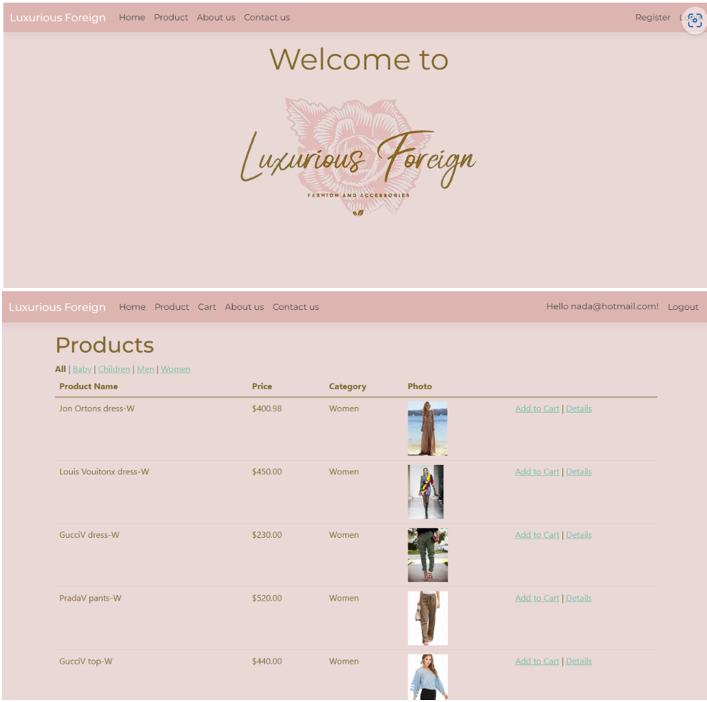 Luxurious Foreign Home Product About us Contact us Register
Welcome to
Luxurious Foreign
FASHION AND ACCESSORIES
Luxurious Foreign Home Product Cart About us Contact us Hello nada@hotmail.com! Logout
Products
All | Baby | Children | Men | Women
Product Name Price Category Photo
Jon Ortons dress-W $400.98 Women Add to Cart | Details
Louis Vouitonx dress-W $450.00 Women Add to Cart | Details
GucciV dress-W $230.00 Women Add to Cart | Details
PradaV pants-W $520.00 Women Add to Cart | Details
GucciV top-W $440.00 Women Add to Cart | Details